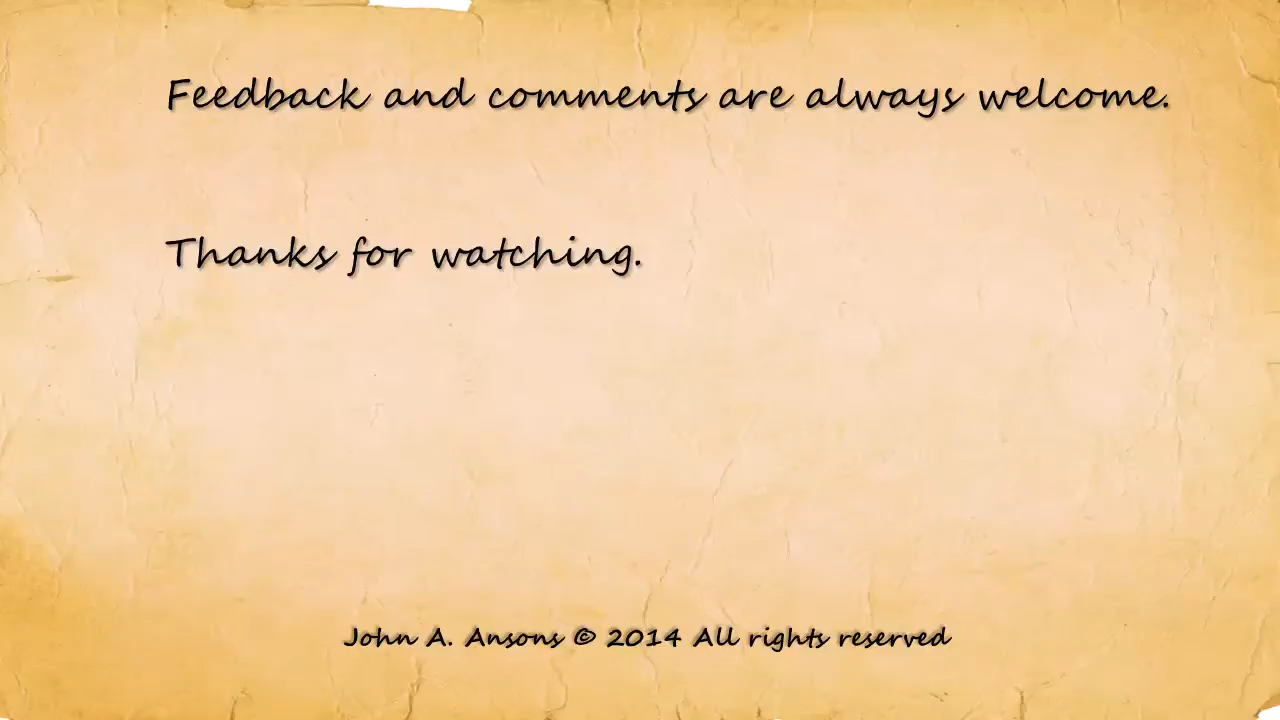 Feedback and comments are always welcome.
Thanks for watching.
John A. Ansons © 2014 All rights reserved